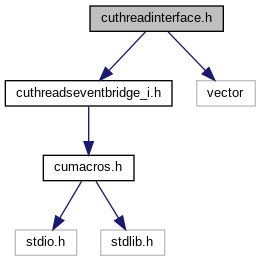 cuthreadinterface.h
cuthreadseventbridge_i.h
vector
cumacros.h
stdio.h
stdlib.h